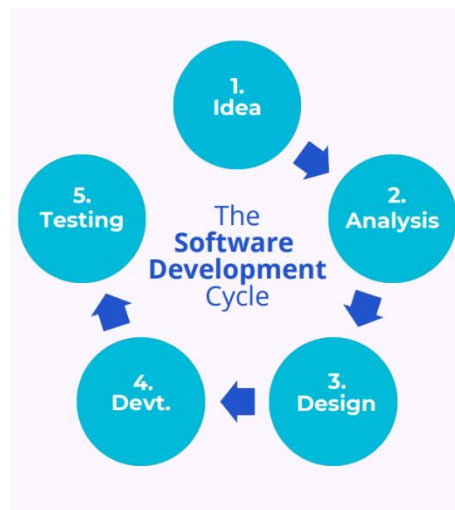 1.
Idea
2.
Analysis
3.
Design
4.
Devt.
5.
Testing
The
Software
Development
Cycle